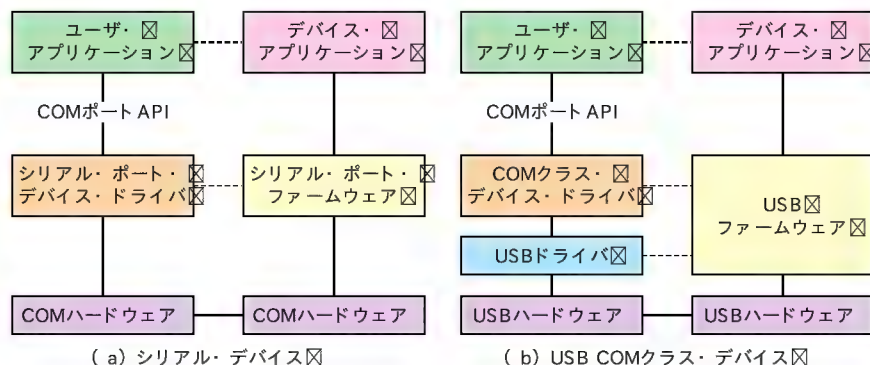 ユーザ・
アプリケーション
デバイス・
アプリケーション
COMポート API
シリアル・ポート・
デバイス・ドライバ
シリアル・ポート・
ファームウェア
COMハードウェア
COMハードウェア
( a) シリアル・デバイス
ユーザ・
アプリケーション
デバイス・
アプリケーション
COMポート API
COMクラス・
デバイス・ドライバ
USB
ファームウェア
USBドライバ
USBハードウェア
USBハードウェア
( b) USB COMクラス・デバイス